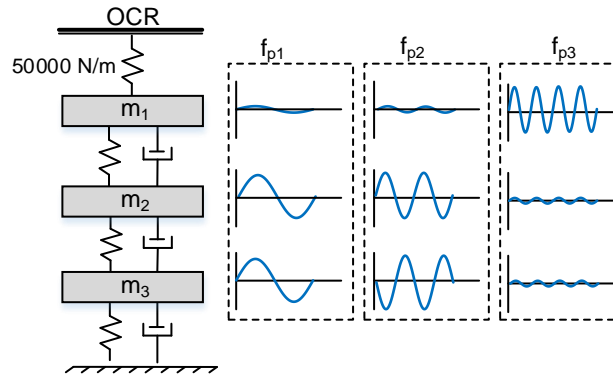 OCR
50000 N/m
m₁
m₂
m₃
fₚ₁
fₚ₂
fₚ₃